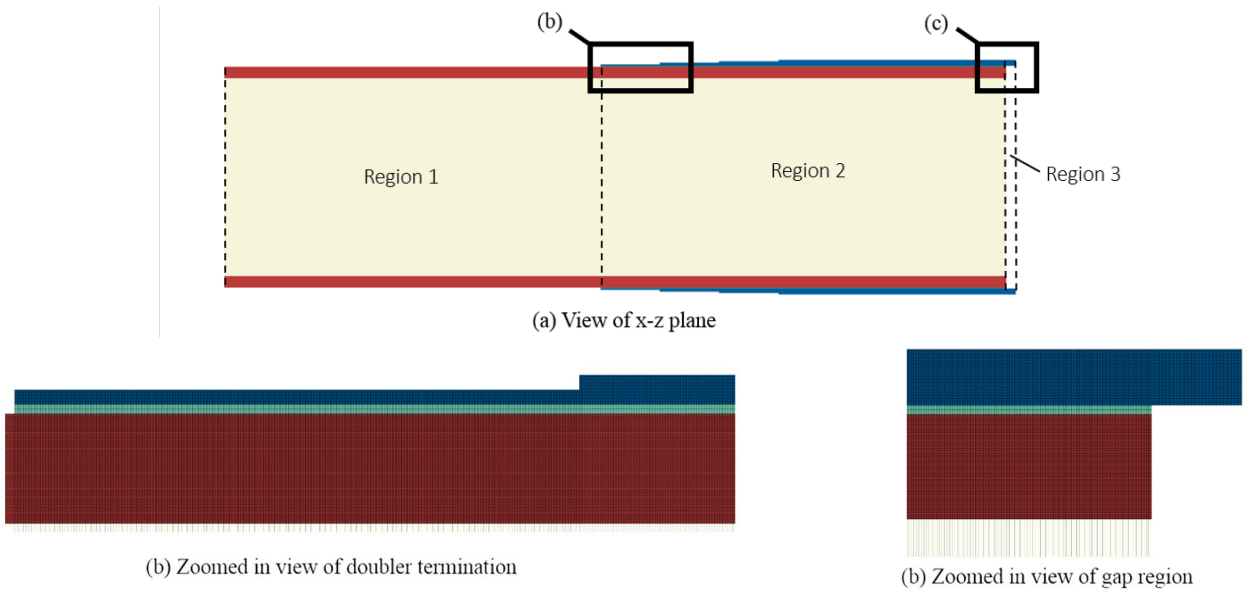 (b)
(c)
Region 1
Region 2
Region 3
(a) View of x-z plane
(b) Zoomed in view of doubler termination
(b) Zoomed in view of gap region